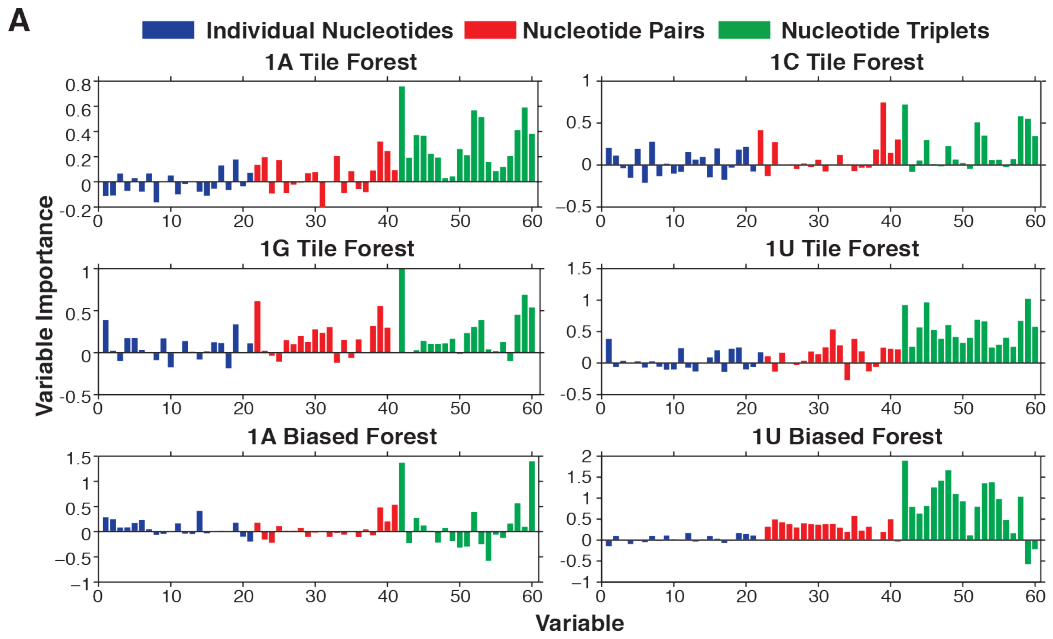 A
Individual Nucleotides Nucleotide Pairs Nucleotide Triplets
1A Tile Forest 1C Tile Forest
0.8 1
0.6
0.4 0.5
0.2
0 0
-0.2 −0.5
0 10 20 30 40 50 60 0 10 20 30 40 50 60
1G Tile Forest 1U Tile Forest
1 1.5
1
0.5 0.5
0 0
-0.5 -0.5
0 10 20 30 40 50 60 0 10 20 30 40 50 60
1A Biased Forest 1U Biased Forest
1.5 2
1 1.5
0.5 1
0 0.5
−0.5 0
−1 −0.5
−1
0 10 20 30 40 50 60 0 10 20 30 40 50 60
Variable Importance
Variable